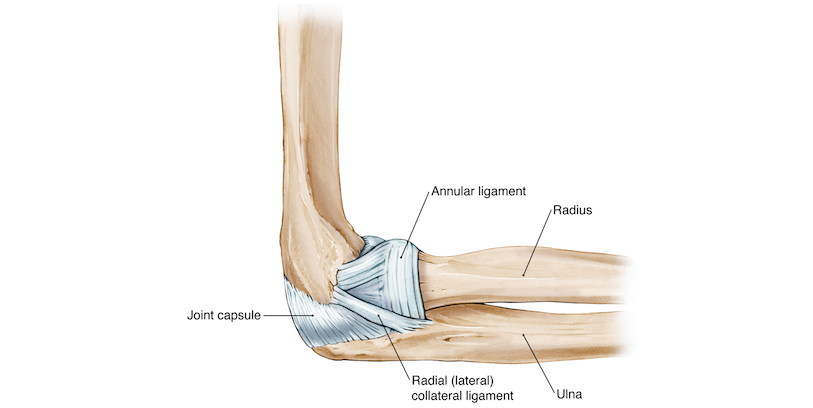 Annular ligament
Radius
Joint capsule
Radial (lateral)
collateral ligament
Ulna